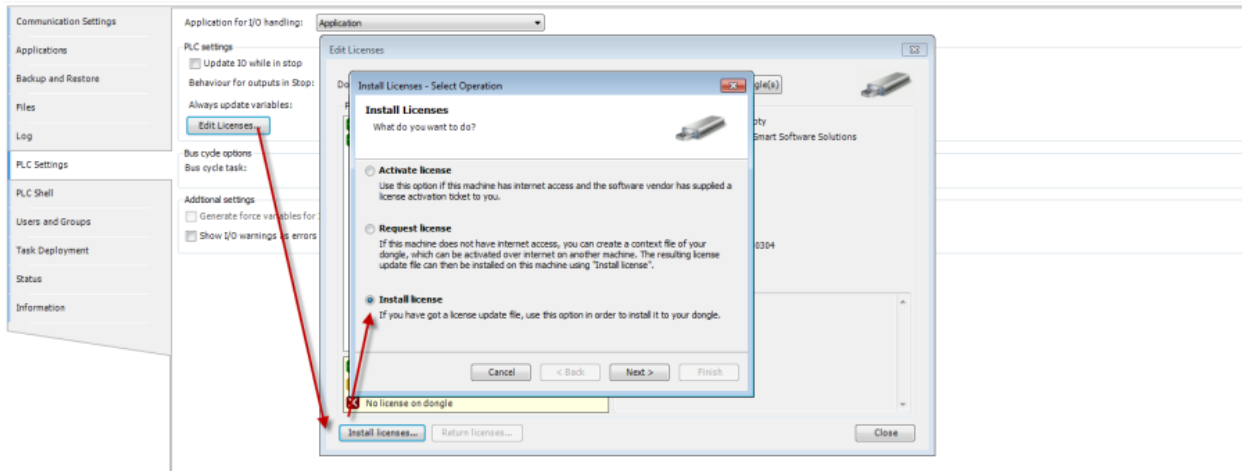 Communication Settings
Applications
Backup and Restore
Files
Log
PLC Settings
PLC Shell
Users and Groups
Task Deployment
Status
Information
Application for I/O handling:
Application
PLC settings
Update IO while in stop
Behaviour for outputs in Stop:
Always update variables:
Edit Licenses...
Bus cycle options
Bus cycle task:
Additional settings
Generate force variables for
Show I/O warnings as errors
Edit Licenses
Do
gle(s)
pty
Smart Software Solutions
0304
Install Licenses - Select Operation
Install Licenses
What do you want to do?
Activate license
Use this option if this machine has internet access and the software vendor has supplied a
license activation ticket to you.
Request license
If this machine does not have internet access, you can create a context file of your
dongle, which can be activated over internet on another machine. The resulting license
update file can then be installed on this machine using "Install license".
Install license
If you have got a license update file, use this option in order to install it to your dongle.
Cancel
< Back
Next >
Finish
No license on dongle
Install licenses...
Return licenses...
Close